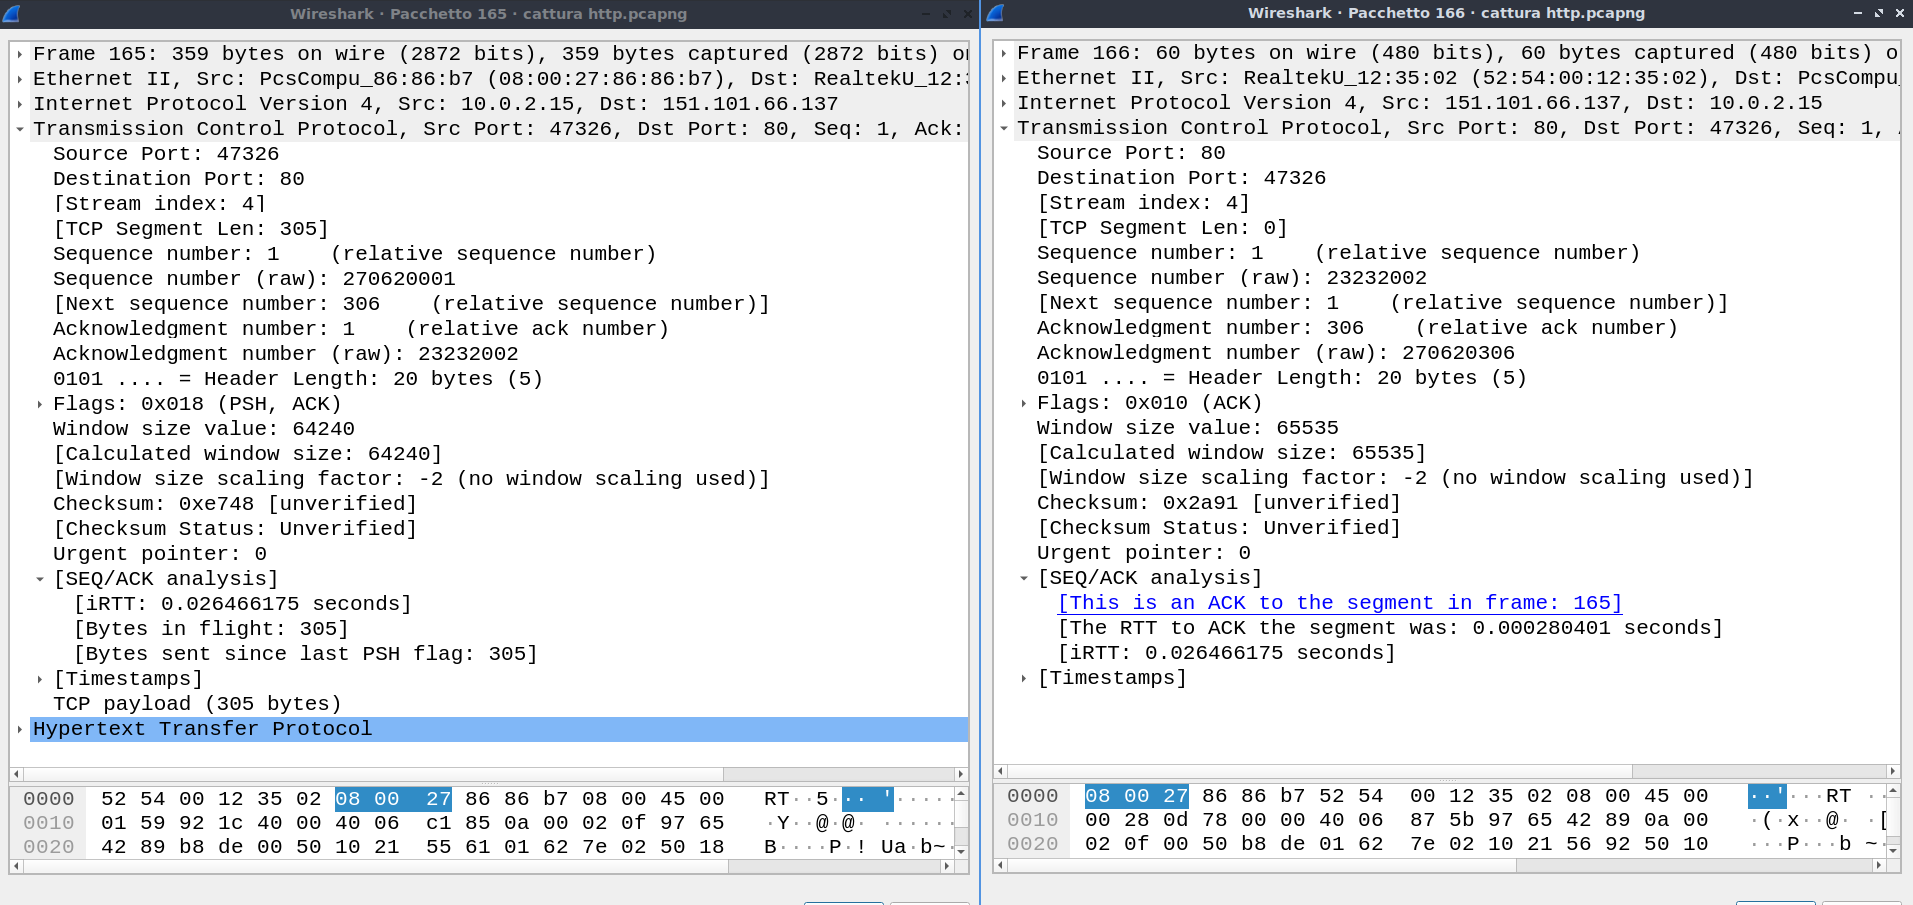 Wireshark · Pacchetto 165 · cattura http.pcapng
Frame 165: 359 bytes on wire (2872 bits), 359 bytes captured (2872 bits) on
Ethernet II, Src: PcsCompu_86:86:b7 (08:00:27:86:86:b7), Dst: RealtekU_12:3
Internet Protocol Version 4, Src: 10.0.2.15, Dst: 151.101.66.137
Transmission Control Protocol, Src Port: 47326, Dst Port: 80, Seq: 1, Ack:
Source Port: 47326
Destination Port: 80
[Stream index: 4]
[TCP Segment Len: 305]
Sequence number: 1    (relative sequence number)
Sequence number (raw): 270620001
[Next sequence number: 306    (relative sequence number)]
Acknowledgment number: 1    (relative ack number)
Acknowledgment number (raw): 23232002
0101 .... = Header Length: 20 bytes (5)
Flags: 0x018 (PSH, ACK)
Window size value: 64240
[Calculated window size: 64240]
[Window size scaling factor: -2 (no window scaling used)]
Checksum: 0xe748 [unverified]
[Checksum Status: Unverified]
Urgent pointer: 0
[SEQ/ACK analysis]
[iRTT: 0.026466175 seconds]
[Bytes in flight: 305]
[Bytes sent since last PSH flag: 305]
[Timestamps]
TCP payload (305 bytes)
Hypertext Transfer Protocol
0000 52 54 00 12 35 02 08 00 27 86 86 b7 08 00 45 00 RT··5···'·····
0010 01 59 92 1c 40 00 40 06 c1 85 0a 00 02 0f 97 65 ·Y··@·@· ······
0020 42 89 b8 de 00 50 10 21 55 61 01 62 7e 02 50 18 B····P·! Ua·b~·
Wireshark · Pacchetto 166 · cattura http.pcapng
Frame 166: 60 bytes on wire (480 bits), 60 bytes captured (480 bits) o
Ethernet II, Src: RealtekU_12:35:02 (52:54:00:12:35:02), Dst: PcsCompu_
Internet Protocol Version 4, Src: 151.101.66.137, Dst: 10.0.2.15
Transmission Control Protocol, Src Port: 80, Dst Port: 47326, Seq: 1, A
Source Port: 80
Destination Port: 47326
[Stream index: 4]
[TCP Segment Len: 0]
Sequence number: 1    (relative sequence number)
Sequence number (raw): 23232002
[Next sequence number: 1    (relative sequence number)]
Acknowledgment number: 306    (relative ack number)
Acknowledgment number (raw): 270620306
0101 .... = Header Length: 20 bytes (5)
Flags: 0x010 (ACK)
Window size value: 65535
[Calculated window size: 65535]
[Window size scaling factor: -2 (no window scaling used)]
Checksum: 0x2a91 [unverified]
[Checksum Status: Unverified]
Urgent pointer: 0
[SEQ/ACK analysis]
[This is an ACK to the segment in frame: 165]
[The RTT to ACK the segment was: 0.000280401 seconds]
[iRTT: 0.026466175 seconds]
[Timestamps]
0000 08 00 27 86 86 b7 52 54 00 12 35 02 08 00 45 00 ··'···RT ··
0010 00 28 0d 78 00 00 40 06 87 5b 97 65 42 89 0a 00 ·(·x··@· ·[
0020 02 0f 00 50 b8 de 01 62 7e 02 10 21 56 92 50 10 ···P···b ~·